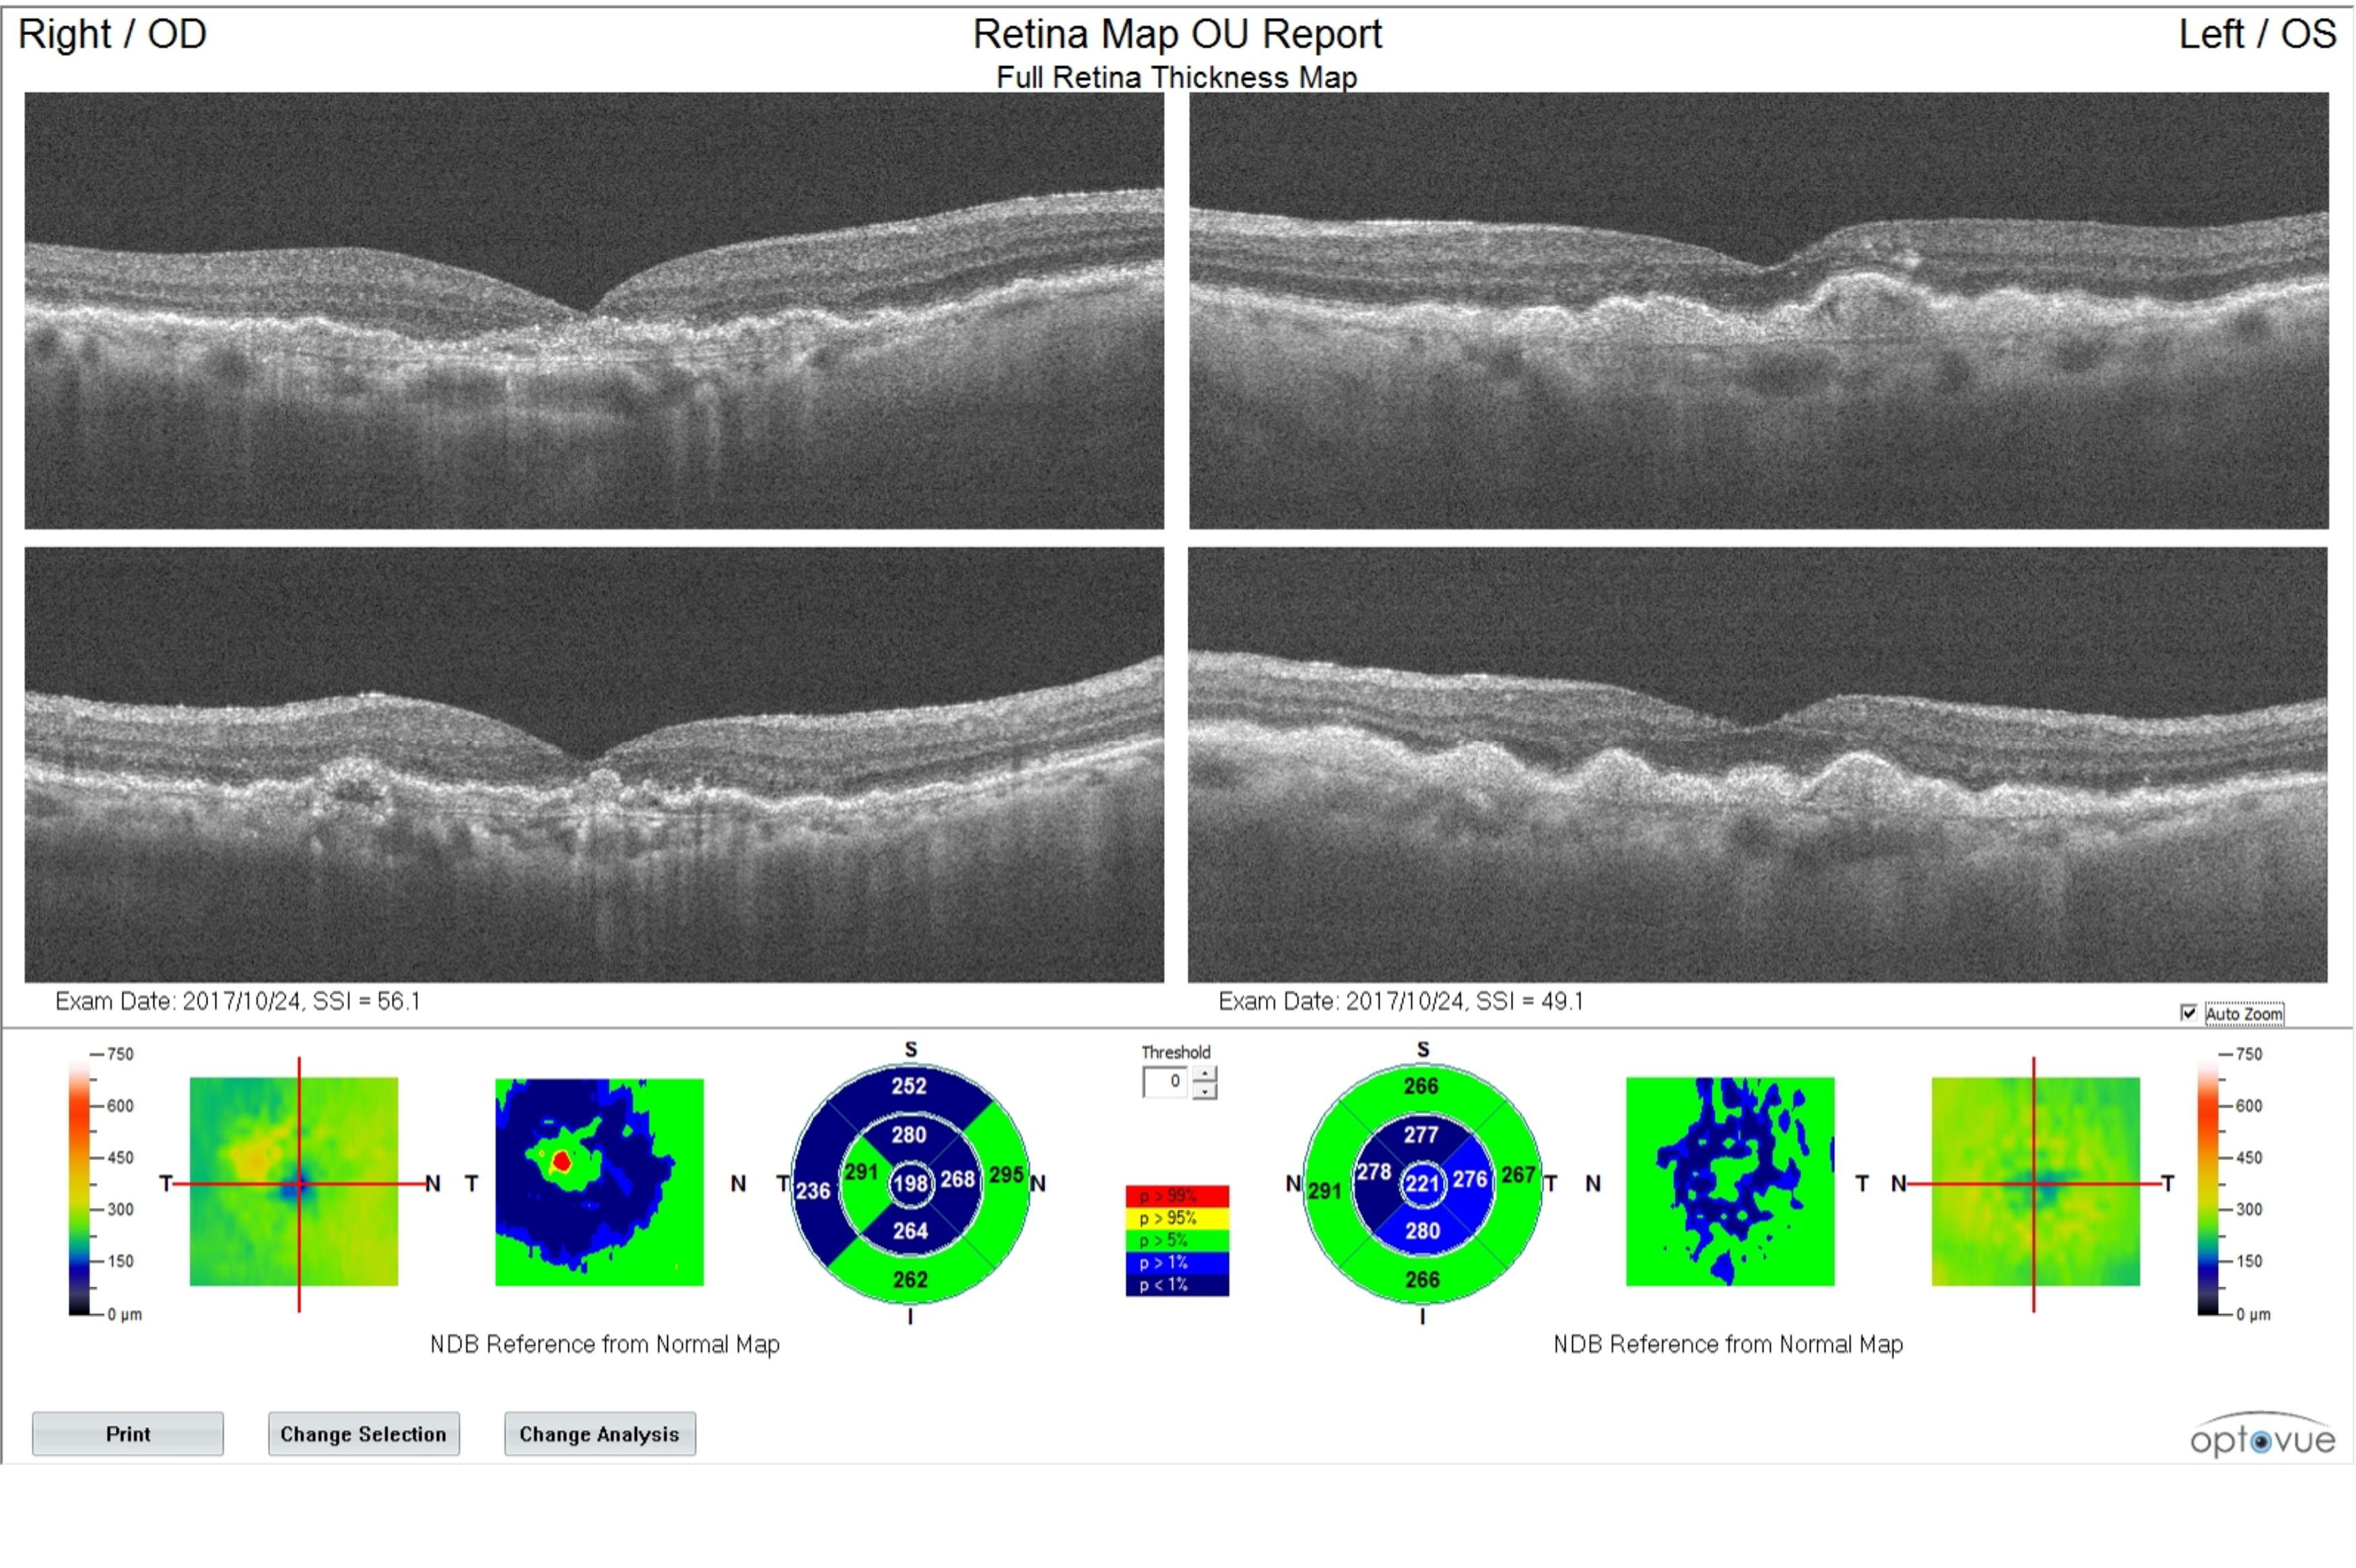 Right / OD
Retina Map OU Report
Left / OS
Full Retina Thickness Map
Exam Date: 2017/10/24, SSI = 56.1
Exam Date: 2017/10/24, SSI = 49.1
Auto Zoom
750
600
450
300
150
0 µm
T
N
T
N
S
252
280
T
236
291
198
268
295
N
264
262
I
Threshold
0
p > 99%
p > 95%
p > 5%
p > 1%
p < 1%
S
266
277
N
291
278
221
276
267
T
280
266
I
N
T
N
T
750
600
450
300
150
0 µm
NDB Reference from Normal Map
NDB Reference from Normal Map
Print
Change Selection
Change Analysis
optovue